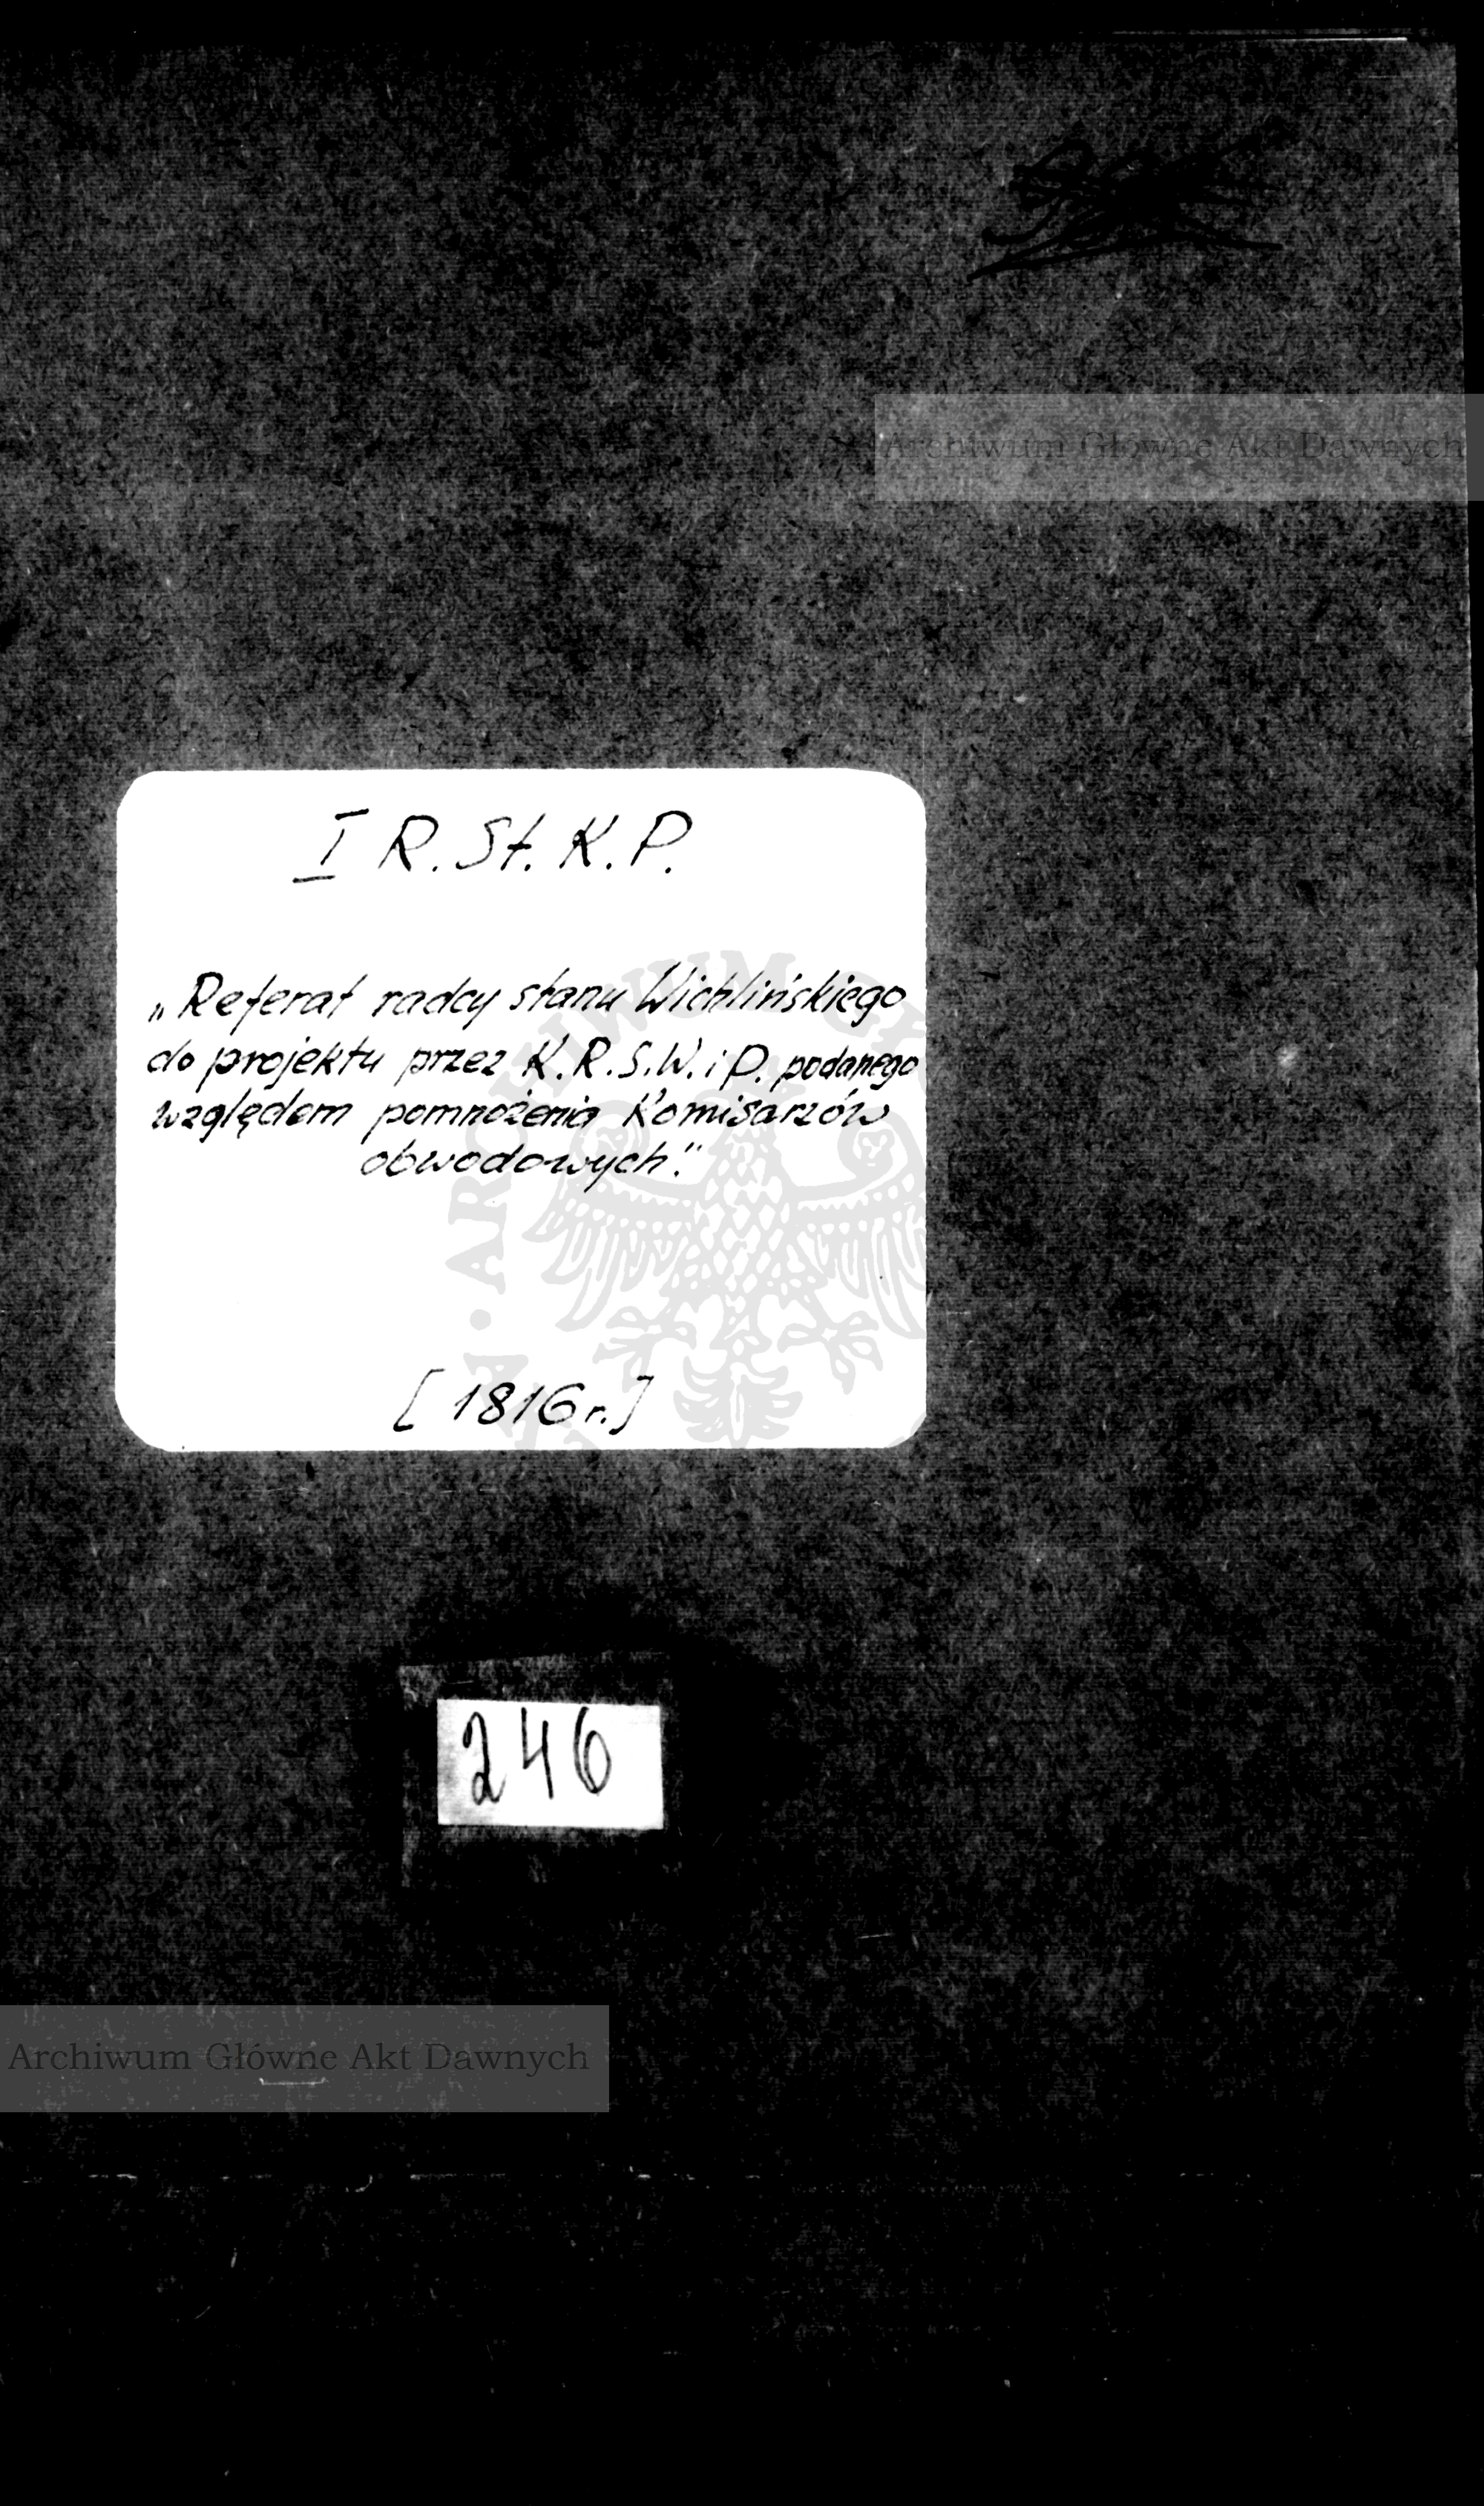 Archiwum Główne Akt Dawnych
I R. St. K. P.
„Referat radcy stanu Wichlińskiego
do projektu przez K.R.S.W. i P. podanego
względem pomnożenia Komisarzów
obwodowych".
[1816 r.]
246
Archiwum Główne Akt Dawnych